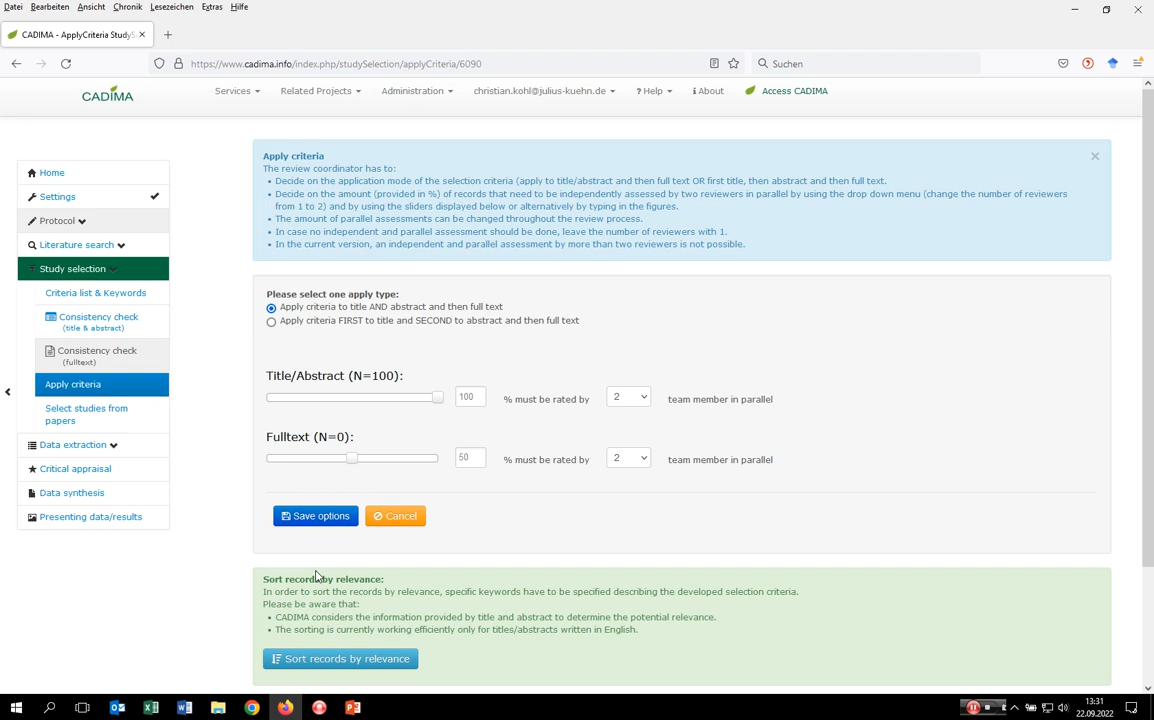 Datei Bearbeiten Ansicht Chronik Lesezeichen Extras Hilfe
CADIMA - ApplyCriteria StudyS
https://www.cadima.info/index.php/studySelection/applyCriteria/6090
Suchen
CADIMA
Services
Related Projects
Administration
christian.kohl@julius-kuehn.de
? Help
About
Access CADIMA
Home
Settings
Protocol
Literature search
Study selection
Criteria list & Keywords
Consistency check
(title & abstract)
Consistency check
(fulltext)
Apply criteria
Select studies from
papers
Data extraction
Critical appraisal
Data synthesis
Presenting data/results
Apply criteria
The review coordinator has to:
• Decide on the application mode of the selection criteria (apply to title/abstract and then full text OR first title, then abstract and then full text.
• Decide on the amount (provided in %) of records that need to be independently assessed by two reviewers in parallel by using the drop down menu (change the number of reviewers
from 1 to 2) and by using the sliders displayed below or alternatively by typing in the figures.
• The amount of parallel assessments can be changed throughout the review process.
• In case no independent and parallel assessment should be done, leave the number of reviewers with 1.
• In the current version, an independent and parallel assessment by more than two reviewers is not possible.
Please select one apply type:
Apply criteria to title AND abstract and then full text
Apply criteria FIRST to title and SECOND to abstract and then full text
Title/Abstract (N=100):
100 % must be rated by 2 team member in parallel
Fulltext (N=0):
50 % must be rated by 2 team member in parallel
Save options
Cancel
Sort records by relevance:
In order to sort the records by relevance, specific keywords have to be specified describing the developed selection criteria.
Please be aware that:
• CADIMA considers the information provided by title and abstract to determine the potential relevance.
• The sorting is currently working efficiently only for titles/abstracts written in English.
Sort records by relevance
13:31
22.09.2022